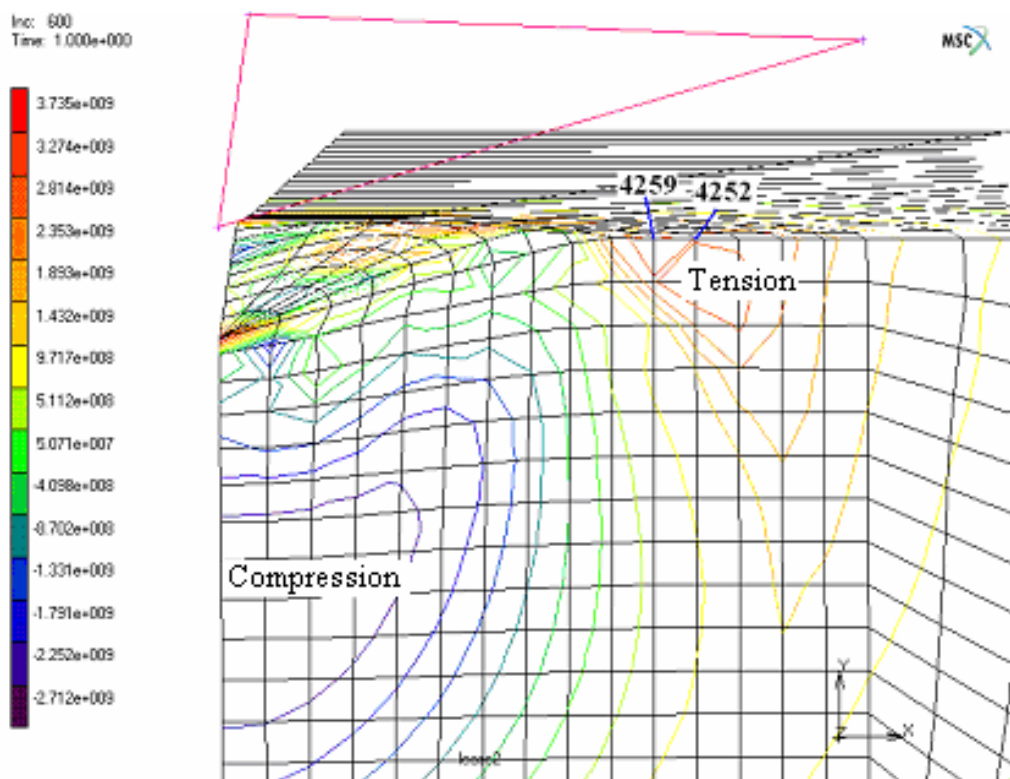 Inc: 600
Time: 1.000e+000
MSC
3.735e+009
3.274e+009
2.814e+009
2.353e+009
1.893e+009
1.432e+009
9.717e+008
5.112e+008
5.071e+007
-4.098e+008
-8.702e+008
-1.331e+009
-1.791e+009
-2.252e+009
-2.712e+009
4259
4252
Tension
Compression
Y
Z
X